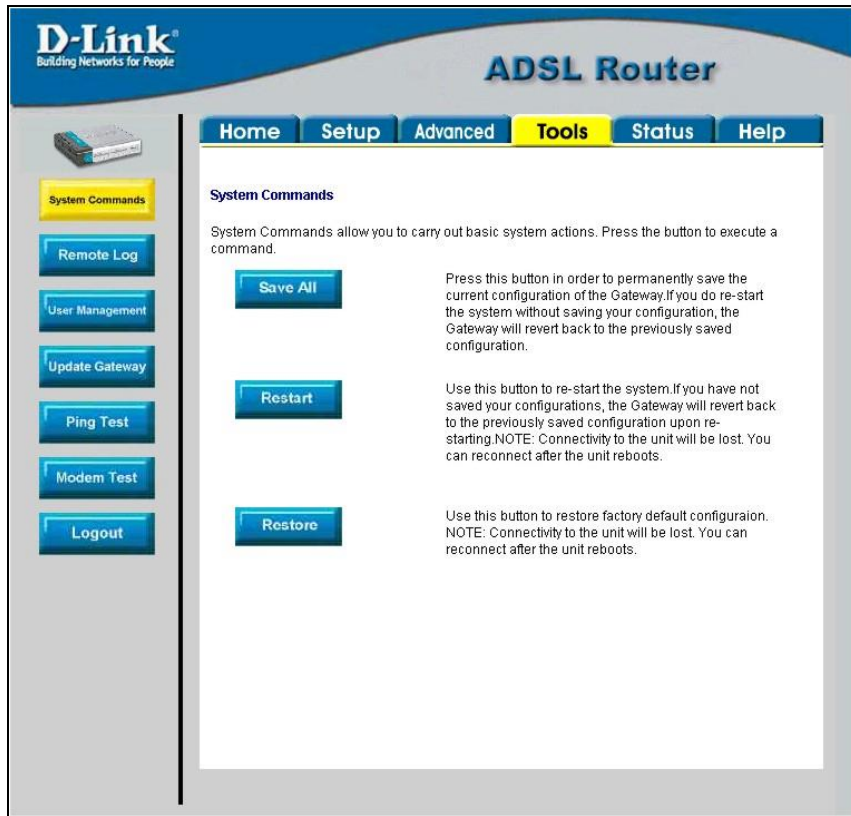 D-Link®
Building Networks for People
ADSL Router
Home Setup Advanced Tools Status Help
System Commands
Remote Log
User Management
Update Gateway
Ping Test
Modem Test
Logout
System Commands
System Commands allow you to carry out basic system actions. Press the button to execute a
command.
Save All
Press this button in order to permanently save the
current configuration of the Gateway.If you do re-start
the system without saving your configuration, the
Gateway will revert back to the previously saved
configuration.
Restart
Use this button to re-start the system.If you have not
saved your configurations, the Gateway will revert back
to the previously saved configuration upon re-
starting.NOTE: Connectivity to the unit will be lost. You
can reconnect after the unit reboots.
Restore
Use this button to restore factory default configuraion.
NOTE: Connectivity to the unit will be lost. You can
reconnect after the unit reboots.